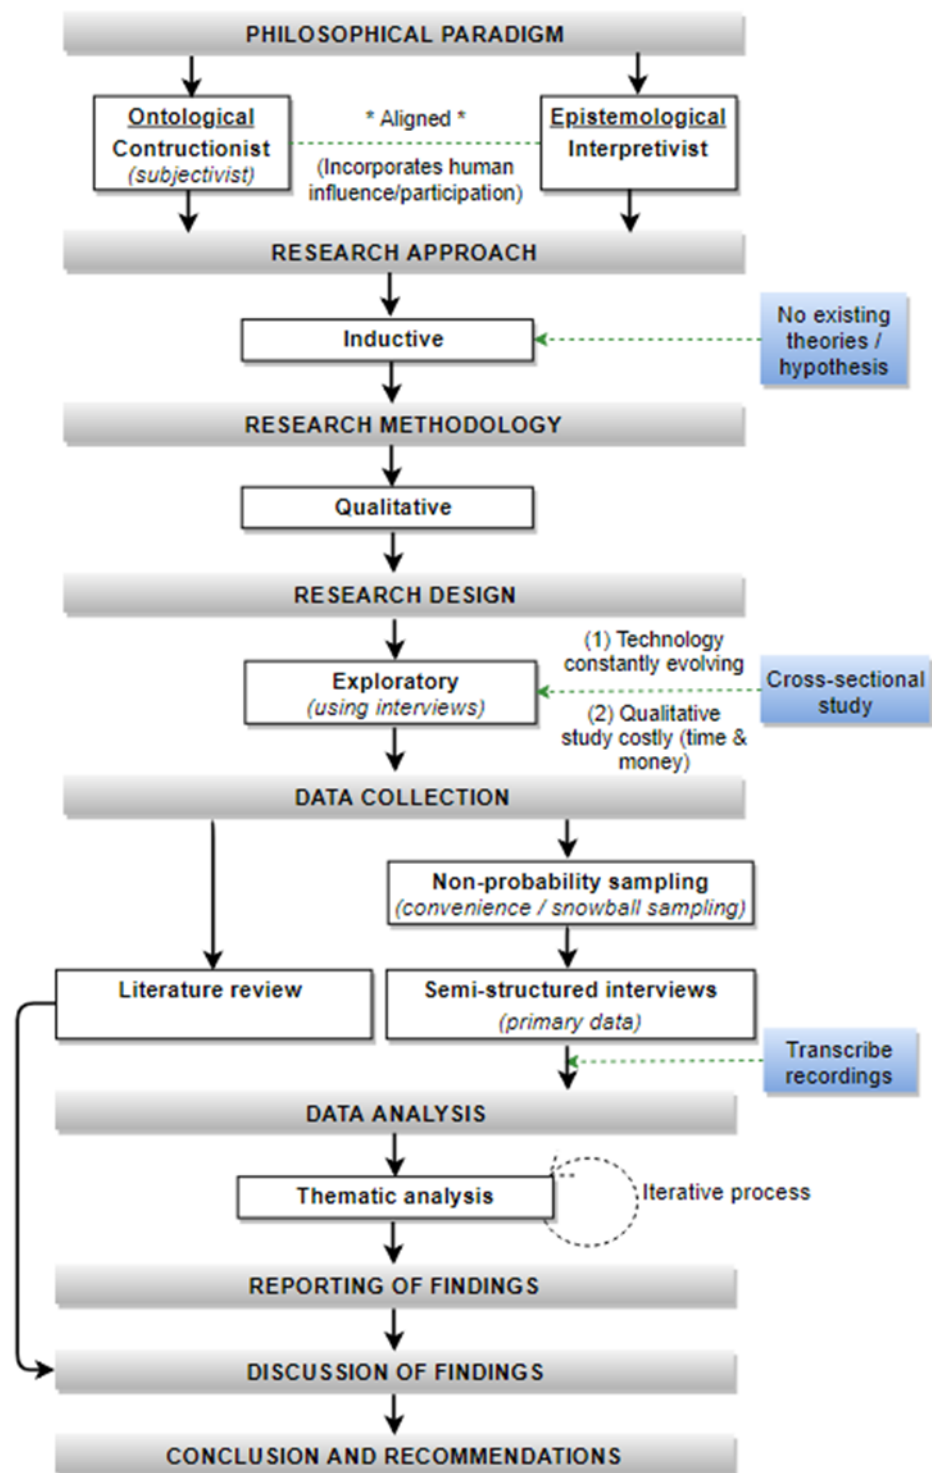 PHILOSOPHICAL PARADIGM
Ontological
Contructionist
(subjectivist)
* Aligned *
(Incorporates human
influence/participation)
Epistemological
Interpretivist
RESEARCH APPROACH
Inductive
No existing
theories /
hypothesis
RESEARCH METHODOLOGY
Qualitative
RESEARCH DESIGN
Exploratory
(using interviews)
(1) Technology
constantly evolving
(2) Qualitative
study costly (time &
money)
Cross-sectional
study
DATA COLLECTION
Non-probability sampling
(convenience / snowball sampling)
Literature review
Semi-structured interviews
(primary data)
Transcribe
recordings
DATA ANALYSIS
Thematic analysis
Iterative process
REPORTING OF FINDINGS
DISCUSSION OF FINDINGS
CONCLUSION AND RECOMMENDATIONS